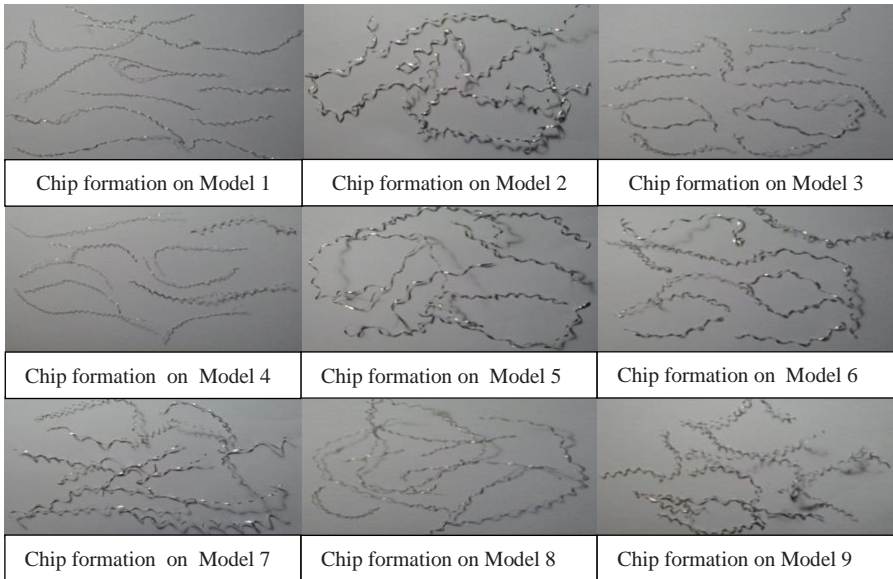 Chip formation on Model 1
Chip formation on Model 2
Chip formation on Model 3
Chip formation on Model 4
Chip formation on Model 5
Chip formation on Model 6
Chip formation on Model 7
Chip formation on Model 8
Chip formation on Model 9